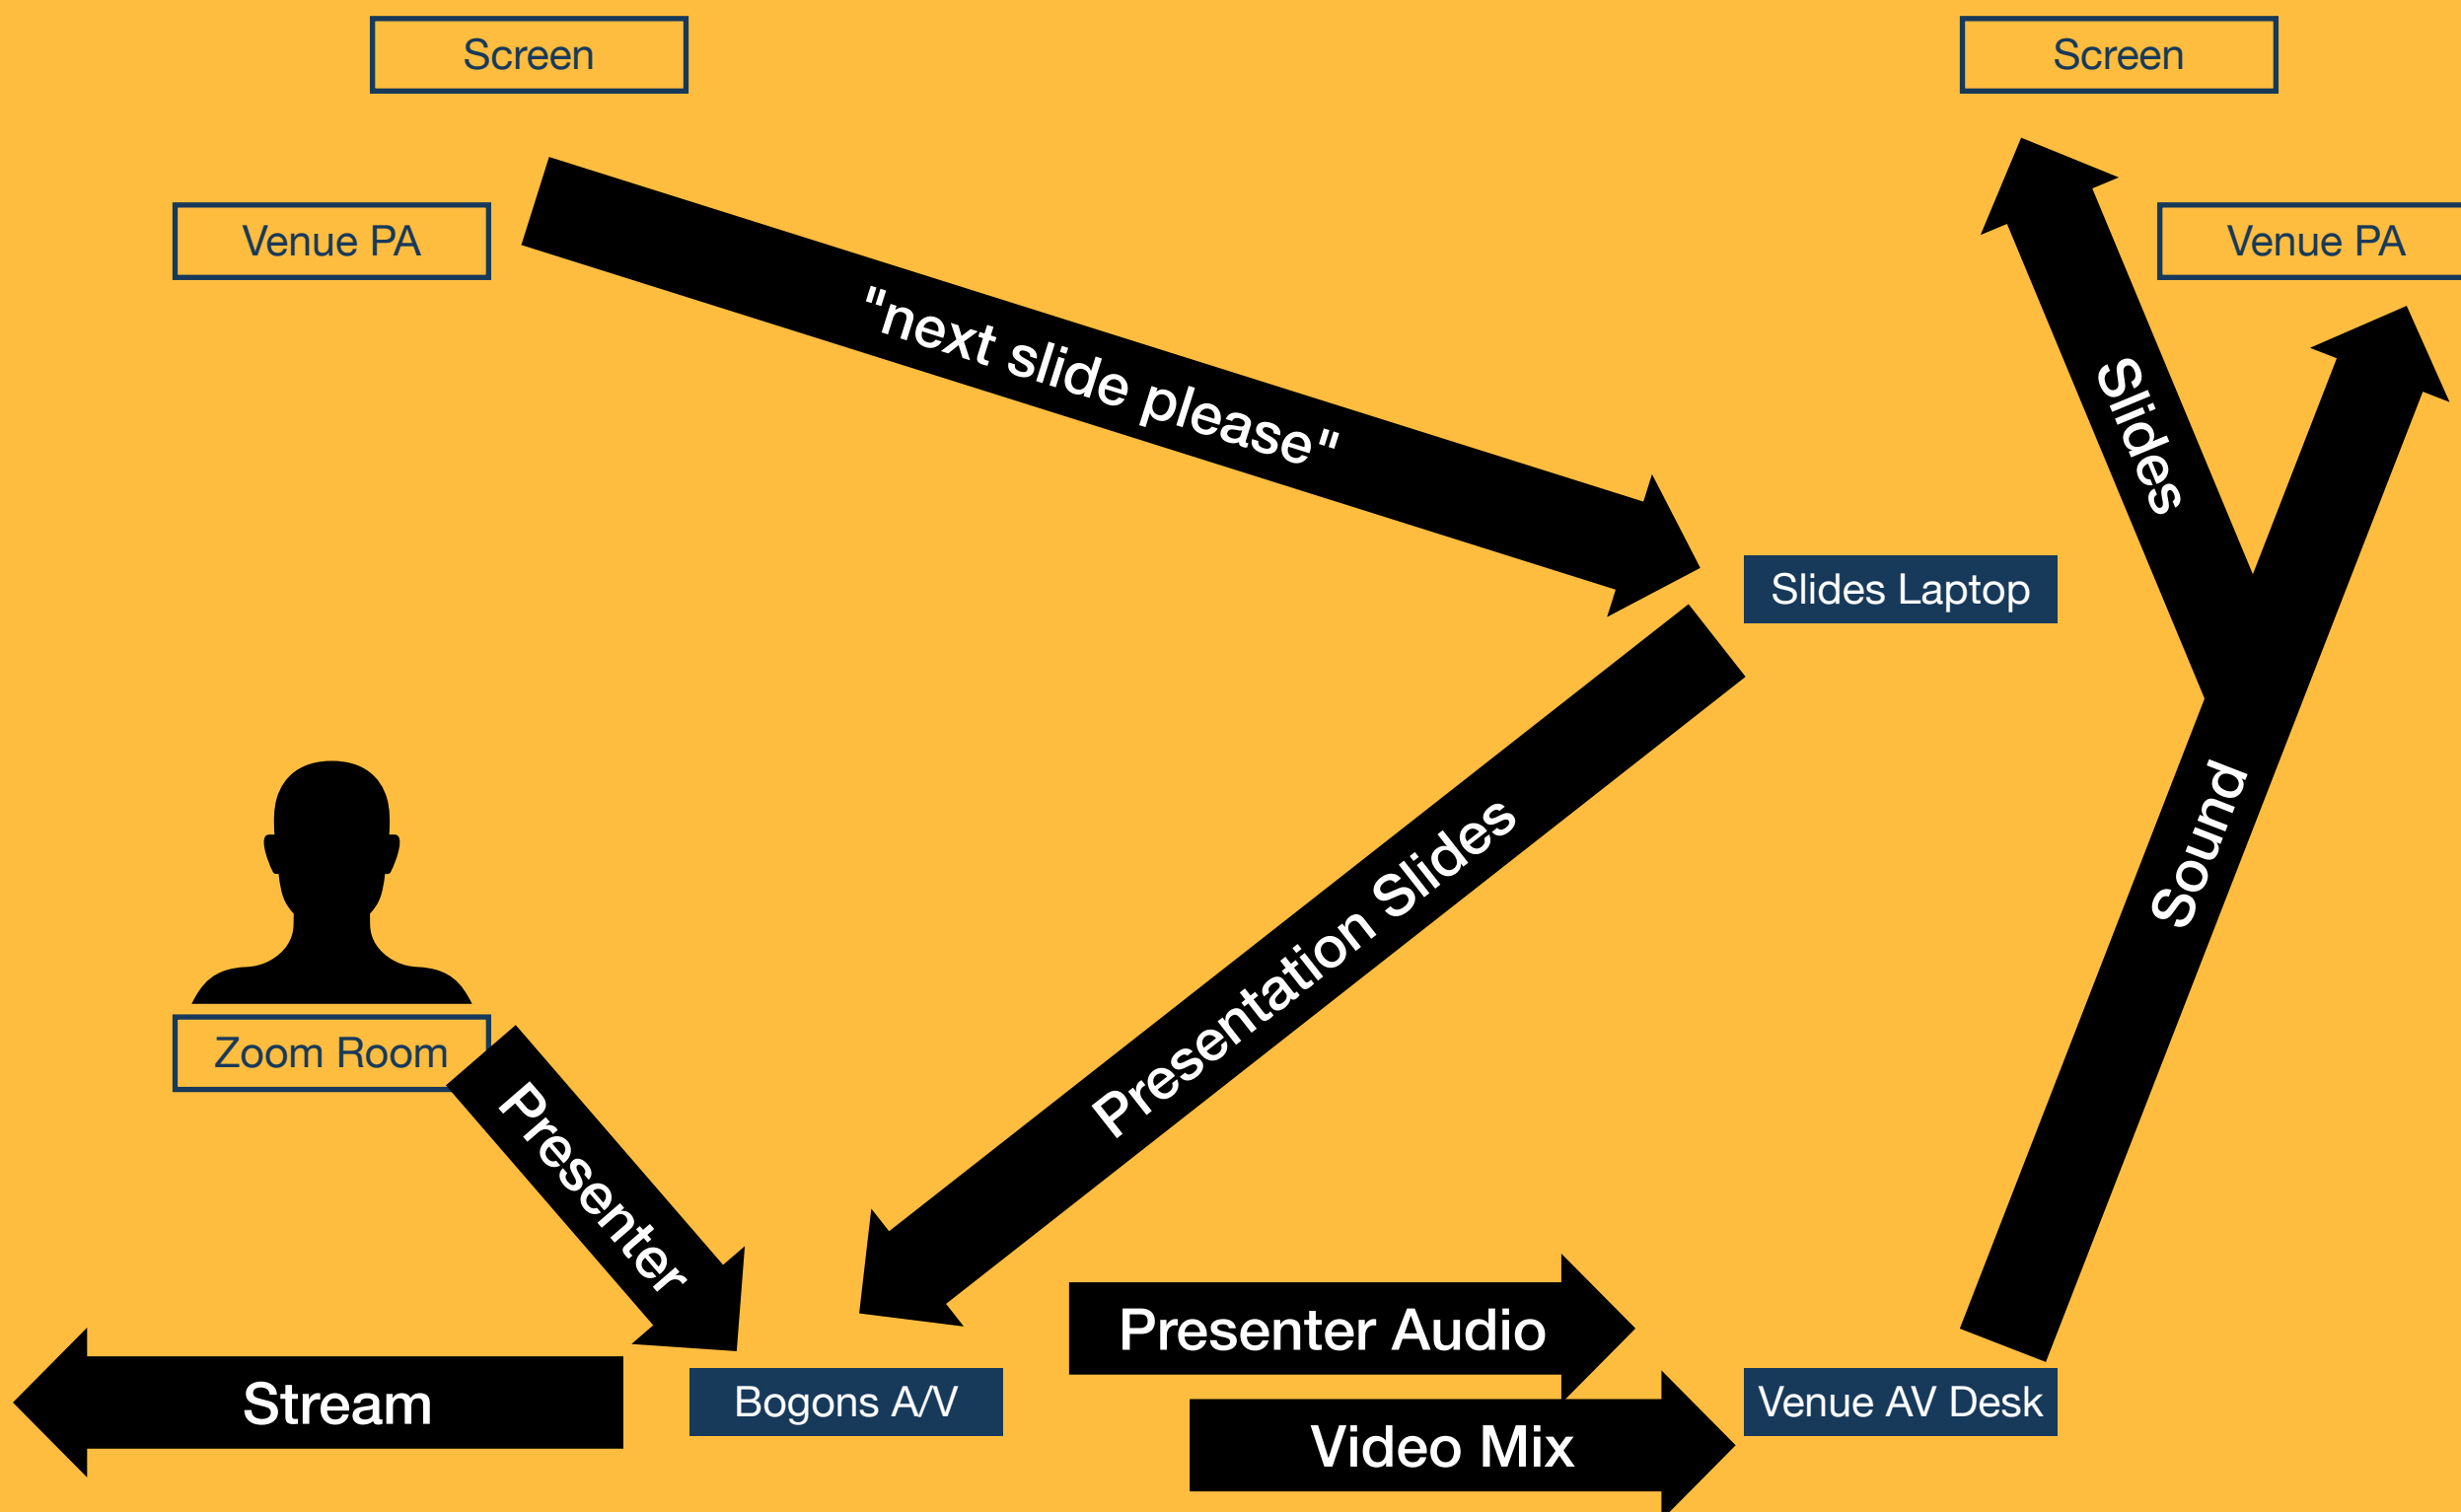 Screen
Screen
Venue PA
Venue PA
"next slide please"
Slides
Slides Laptop
Sound
Presentation Slides
Zoom Room
Presenter
Presenter Audio
Stream
Bogons A/V
Venue AV Desk
Video Mix